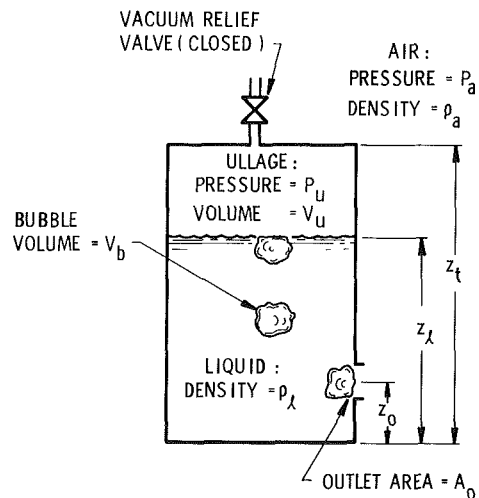 VACUUM RELIEF
VALVE (CLOSED)
AIR:
PRESSURE = Pa
DENSITY = ρa
ULLAGE:
PRESSURE = Pu
VOLUME = Vu
BUBBLE
VOLUME = Vb
zt
zℓ
LIQUID:
DENSITY = ρℓ
zo
OUTLET AREA = Ao